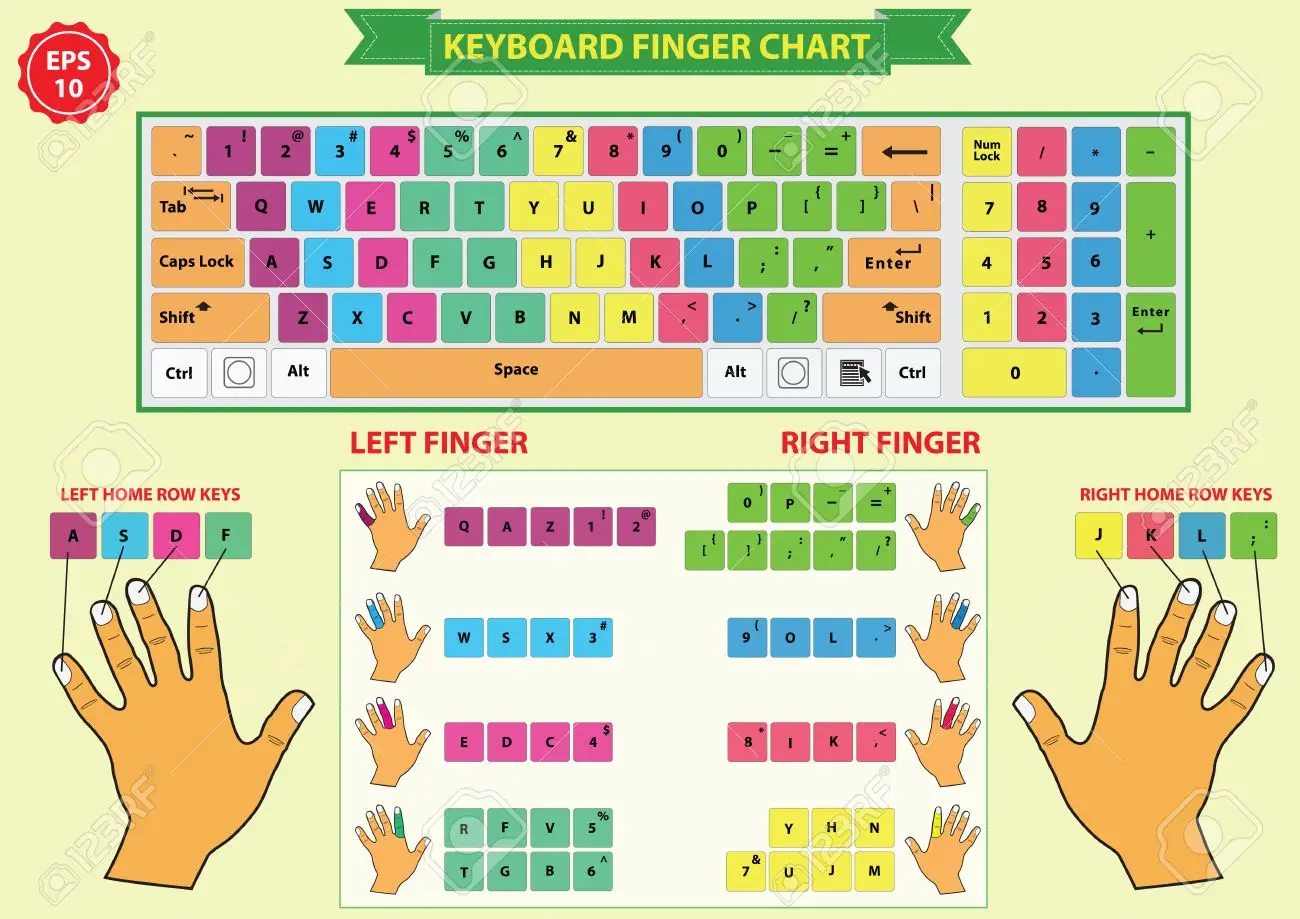 EPS
10
KEYBOARD FINGER CHART
~ ! @ # $ % ^ & * ( ) – +
` 1 2 3 4 5 6 7 8 9 0 – =
Num
Lock / * –
Tab Q W E R T Y U I O P { [ } ] | \
7 8 9 +
Caps Lock A S D F G H J K L : ; " , Enter
4 5 6
Shift Z X C V B N M < , > . ? / Shift
1 2 3 Enter
Ctrl Alt Space Alt Ctrl
0 .
LEFT FINGER
RIGHT FINGER
LEFT HOME ROW KEYS
A S D F
RIGHT HOME ROW KEYS
J K L : ;
Q A Z 1 ! 2 @
0 ) P – – = +
[ { ] } ; : , " / ?
W S X 3 #
9 ( O L . >
E D C 4 $
8 * I K , <
R F V 5 %
T G B 6 ^
Y H N
7 & U J M
123RF